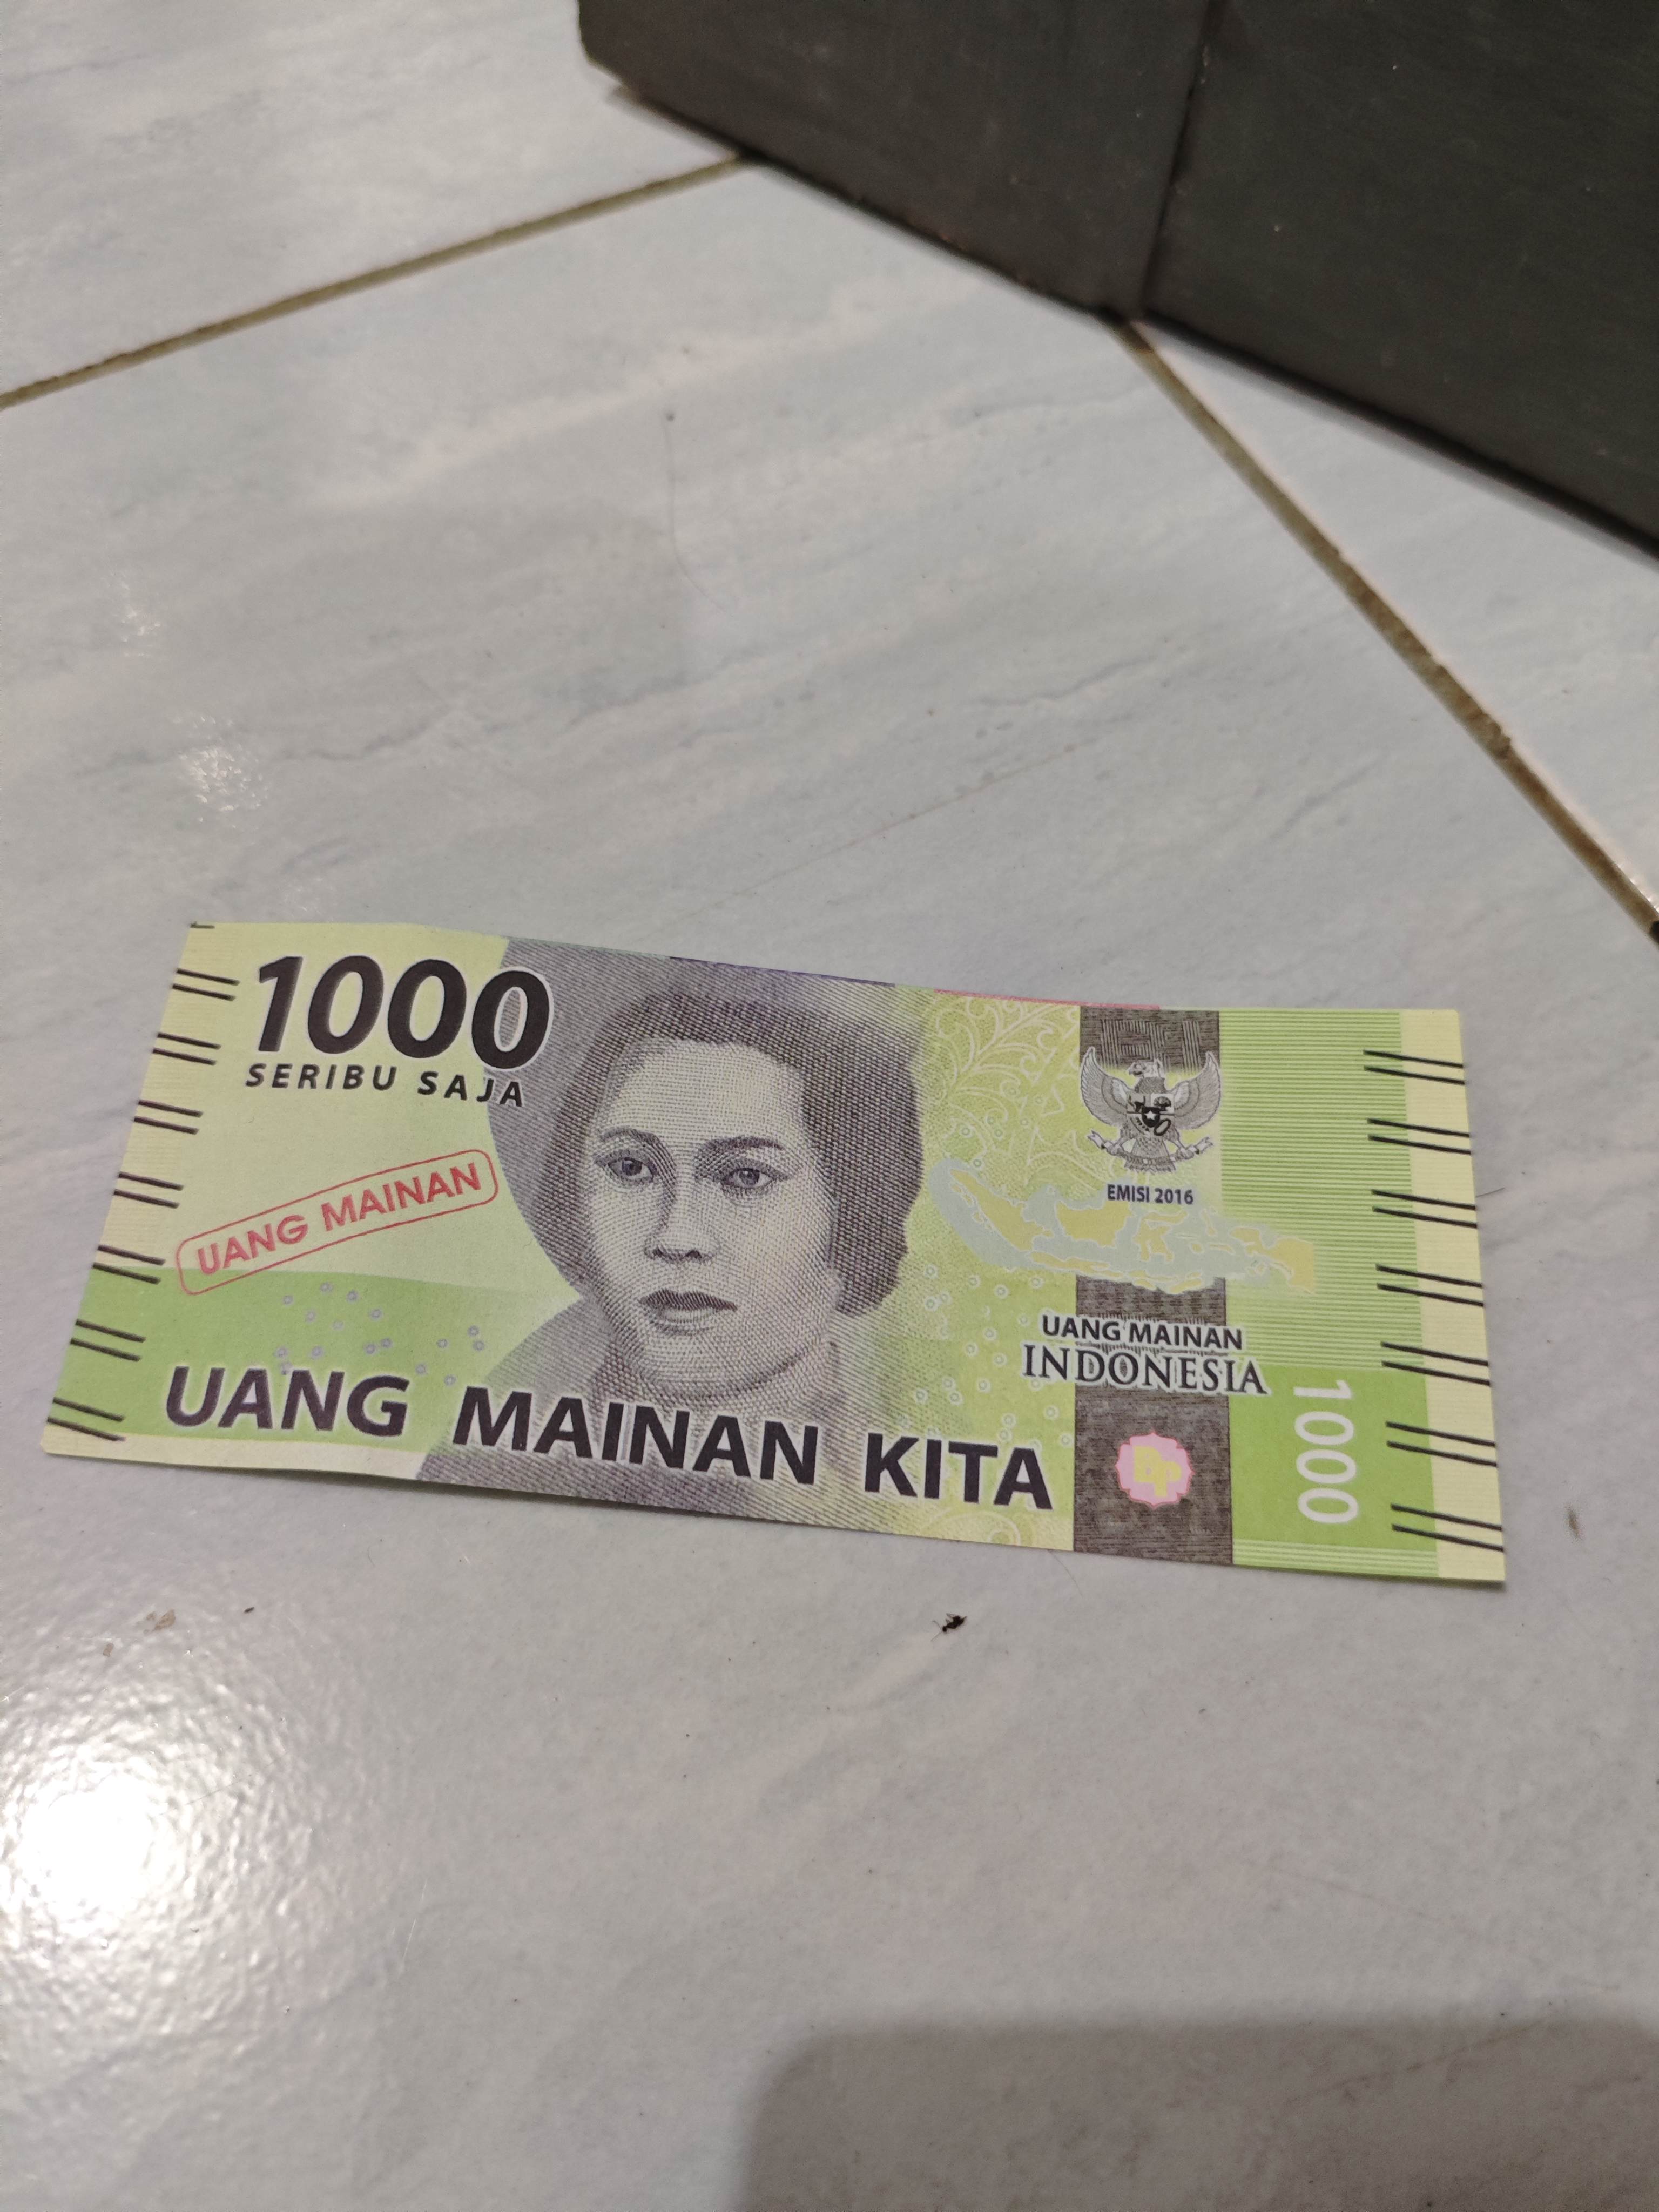 1000
SERIBU SAJA
UANG MAINAN
UANG MAINAN KITA
EMISI 2016
UANG MAINAN
INDONESIA
1000